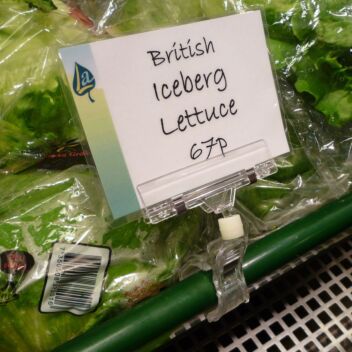 British
Iceberg
Lettuce
67p